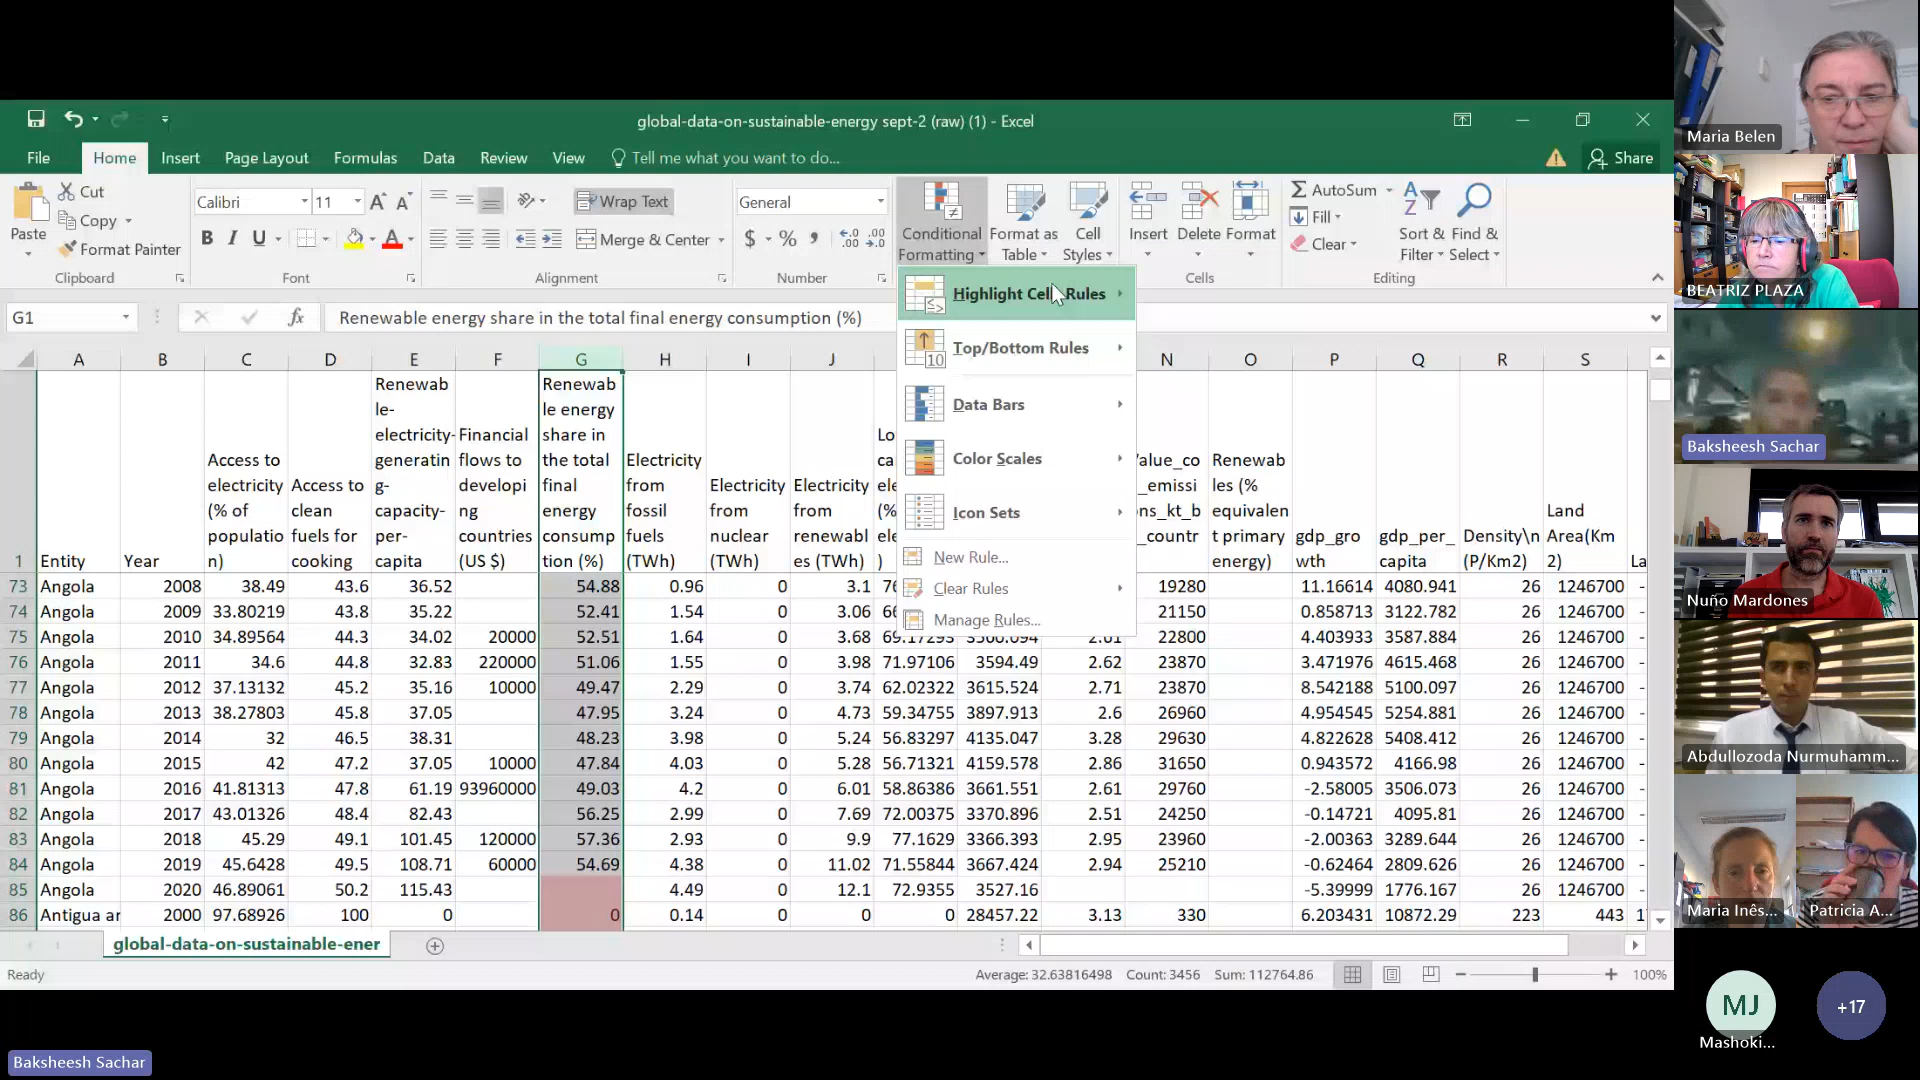 global-data-on-sustainable-energy sept-2 (raw) (1) - Excel
File Home Insert Page Layout Formulas Data Review View Tell me what you want to do... Share
Paste Cut Copy Format Painter Clipboard
Calibri 11 A A B I U A Font
Wrap Text Merge & Center Alignment
General $ % , .00 Number
Conditional Formatting Format as Table Cell Styles
Insert Delete Format Cells
AutoSum Fill Clear Sort & Filter Find & Select Editing
G1 fx Renewable energy share in the total final energy consumption (%)
Highlight Cells Rules
Top/Bottom Rules
Data Bars
Color Scales
Icon Sets
New Rule...
Clear Rules
Manage Rules...
A B C D E F G H I J N O P Q R S
1 Entity
Year
Access to electricity (% of population)
Access to clean fuels for cooking
Renewable-electricity-generating-capacity-per-capita
Financial flows to developing countries (US $)
Renewable energy share in the total final energy consumption (%)
Electricity from fossil fuels (TWh)
Electricity from nuclear (TWh)
Electricity from renewables (TWh)
Renewables (% equivalent primary energy)
gdp_growth
gdp_per_capita
Density\n(P/Km2)
Land Area(Km2)
La
73 Angola 2008 38.49 43.6 36.52 54.88 0.96 0 3.1 19280 11.16614 4080.941 26 1246700 -
74 Angola 2009 33.80219 43.8 35.22 52.41 1.54 0 3.06 21150 0.858713 3122.782 26 1246700 -
75 Angola 2010 34.89564 44.3 34.02 20000 52.51 1.64 0 3.68 22800 4.403933 3587.884 26 1246700 -
76 Angola 2011 34.6 44.8 32.83 220000 51.06 1.55 0 3.98 71.97106 3594.49 2.62 23870 3.471976 4615.468 26 1246700 -
77 Angola 2012 37.13132 45.2 35.16 10000 49.47 2.29 0 3.74 62.02322 3615.524 2.71 23870 8.542188 5100.097 26 1246700 -
78 Angola 2013 38.27803 45.8 37.05 47.95 3.24 0 4.73 59.34755 3897.913 2.6 26960 4.954545 5254.881 26 1246700 -
79 Angola 2014 32 46.5 38.31 48.23 3.98 0 5.24 56.83297 4135.047 3.28 29630 4.822628 5408.412 26 1246700 -
80 Angola 2015 42 47.2 37.05 10000 47.84 4.03 0 5.28 56.71321 4159.578 2.86 31650 0.943572 4166.98 26 1246700 -
81 Angola 2016 41.81313 47.8 61.19 93960000 49.03 4.2 0 6.01 58.86386 3661.551 2.61 29760 -2.58005 3506.073 26 1246700 -
82 Angola 2017 43.01326 48.4 82.43 56.25 2.99 0 7.69 72.00375 3370.896 2.51 24250 -0.14721 4095.81 26 1246700 -
83 Angola 2018 45.29 49.1 101.45 120000 57.36 2.93 0 9.9 77.1629 3366.393 2.95 23960 -2.00363 3289.644 26 1246700 -
84 Angola 2019 45.6428 49.5 108.71 60000 54.69 4.38 0 11.02 71.55844 3667.424 2.94 25210 -0.62464 2809.626 26 1246700 -
85 Angola 2020 46.89061 50.2 115.43 4.49 0 12.1 72.9355 3527.16 -5.39999 1776.167 26 1246700 -
86 Antigua ar 2000 97.68926 100 0 0 0.14 0 0 0 28457.22 3.13 330 6.203431 10872.29 223 443 1
global-data-on-sustainable-ener
Ready Average: 32.63816498 Count: 3456 Sum: 112764.86 100%
Baksheesh Sachar
Maria Belen
BEATRIZ PLAZA
Baksheesh Sachar
Nuño Mardones
Abdullozoda Nurmuhamm...
Maria Inês... Patricia A...
MJ +17
Mashoki...